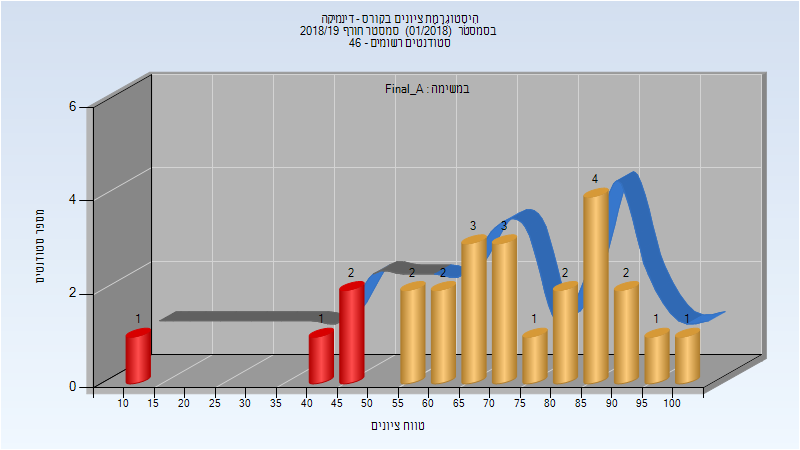 היסטוגרמת ציונים בקורס - דינמיקה
בסמסטר (01/2018) סמסטר חורף 2018/19
סטודנטים רשומים - 46
במשימה : Final_A
מספר סטודנטים
6
4
2
0
1
1
2
2
2
3
3
1
2
4
2
1
1
10 15 20 25 30 35 40 45 50 55 60 65 70 75 80 85 90 95 100
טווח ציונים